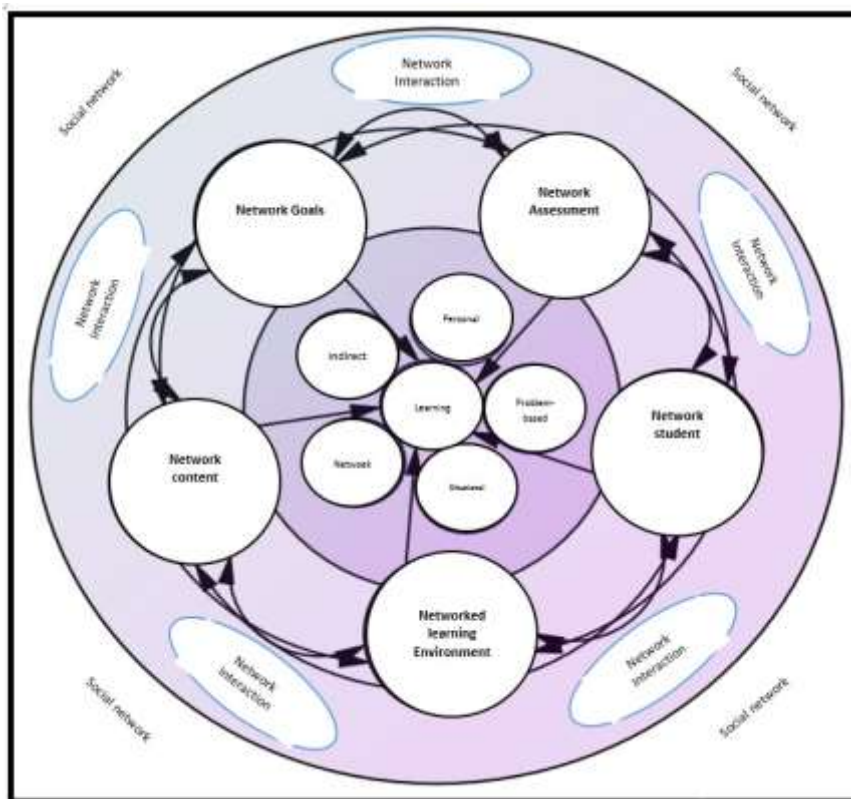 Social network
Network
Interaction
Social network
Network Goals
Network
Assessment
Network
Interaction
Network
Interaction
Personal
Indirect
Learning
Problem-
based
Network
student
Network
content
Network
Networked
learning
Environment
Network
Interaction
Network
Interaction
Social network
Social network